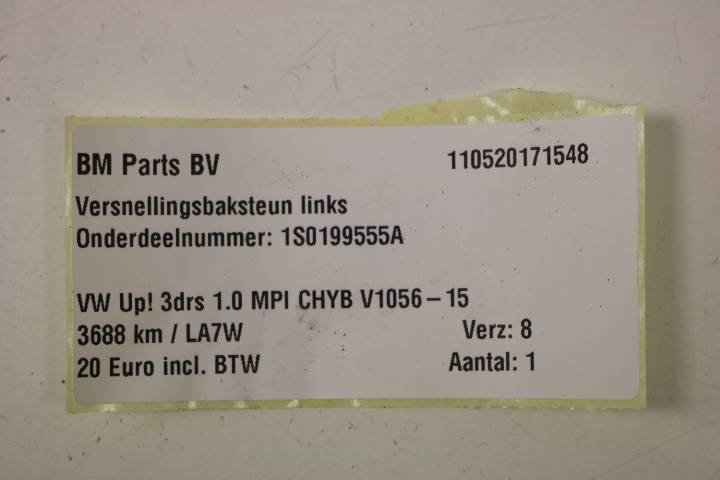 BM Parts BV 110520171548
Versnellingsbaksteun links
Onderdeelnummer: 1S0199555A
VW Up! 3drs 1.0 MPI CHYB V1056 – 15
3688 km / LA7W Verz: 8
20 Euro incl. BTW Aantal: 1